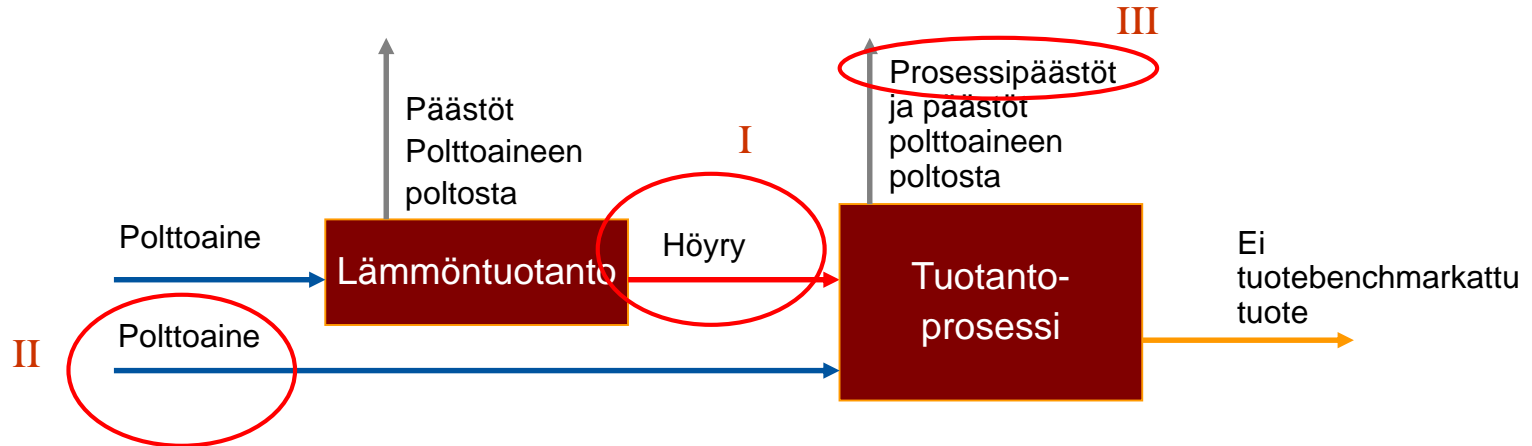 III
Prosessipäästöt
ja päästöt
polttoaineen
poltosta
Päästöt
Polttoaineen
poltosta
I
Polttoaine
Lämmöntuotanto
Höyry
Tuotanto-
prosessi
Ei
tuotebenchmarkattu
tuote
II
Polttoaine